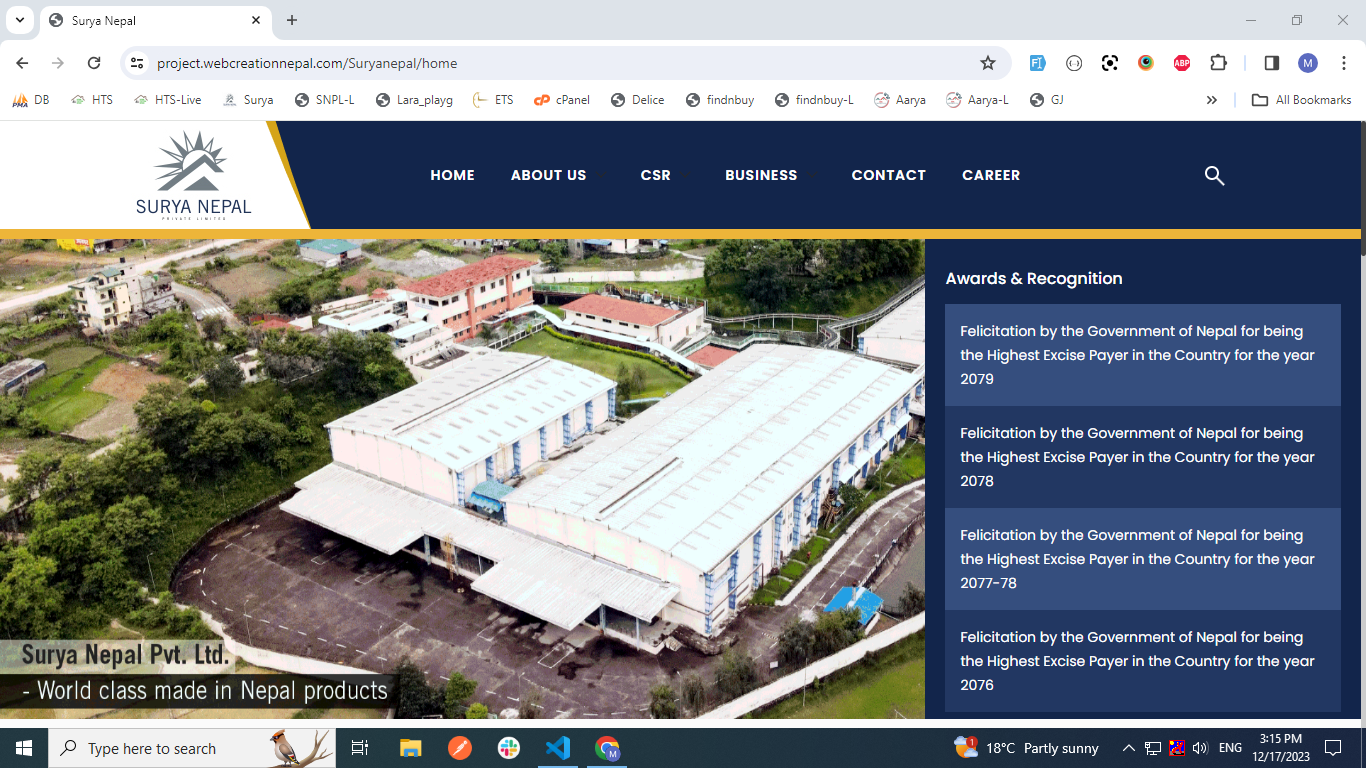 Surya Nepal
project.webcreationnepal.com/Suryanepal/home
ABP
M
PMA DB
HTS
HTS-Live
Surya
SNPL-L
Lara_playg
ETS
cP cPanel
Delice
findnbuy
findnbuy-L
Aarya
Aarya-L
GJ
»
All Bookmarks
SURYA NEPAL
PRIVATE LIMITED
HOME
ABOUT US
CSR
BUSINESS
CONTACT
CAREER
Surya Nepal Pvt. Ltd.
- World class made in Nepal products
Awards & Recognition
Felicitation by the Government of Nepal for being
the Highest Excise Payer in the Country for the year
2079
Felicitation by the Government of Nepal for being
the Highest Excise Payer in the Country for the year
2078
Felicitation by the Government of Nepal for being
the Highest Excise Payer in the Country for the year
2077-78
Felicitation by the Government of Nepal for being
the Highest Excise Payer in the Country for the year
2076
Type here to search
M
1
18°C Partly sunny
ENG
3:15 PM
12/17/2023